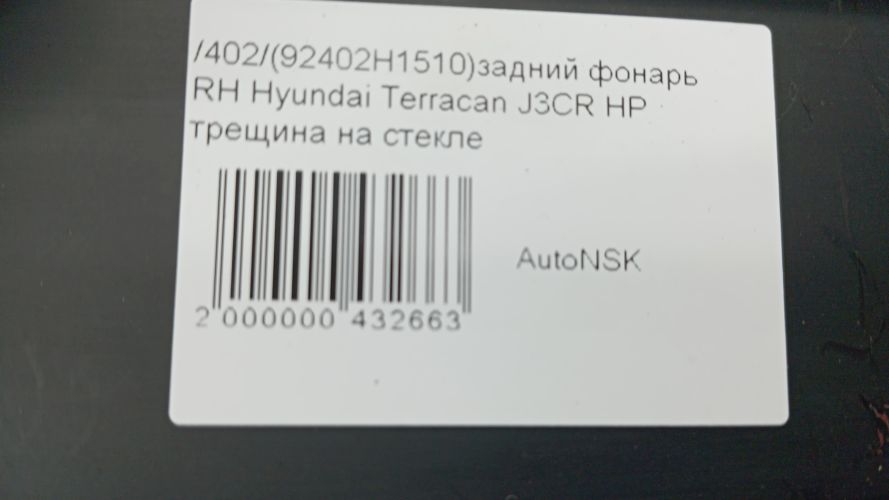 /402/(92402H1510)задний фонарь
RH Hyundai Terracan J3CR HP
трещина на стекле
AutoNSK
2 000000 432663